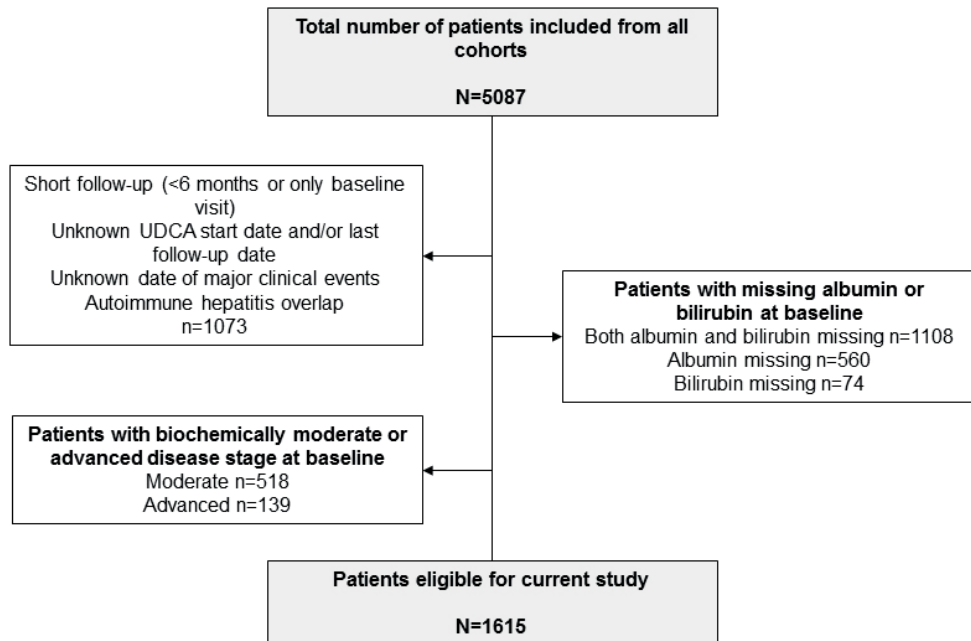 Total number of patients included from all
cohorts
N=5087
Short follow-up (<6 months or only baseline
visit)
Unknown UDCA start date and/or last
follow-up date
Unknown date of major clinical events
Autoimmune hepatitis overlap
n=1073
Patients with missing albumin or
bilirubin at baseline
Both albumin and bilirubin missing n=1108
Albumin missing n=560
Bilirubin missing n=74
Patients with biochemically moderate or
advanced disease stage at baseline
Moderate n=518
Advanced n=139
Patients eligible for current study
N=1615